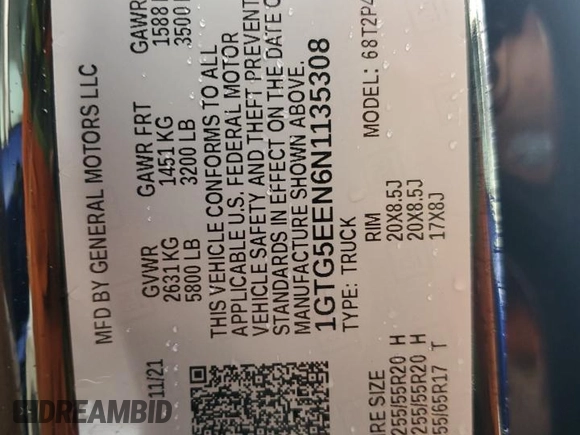 MFD BY GENERAL MOTORS LLC
11/21
GVWR
2631 KG
5800 LB
GAWR FRT
1451 KG
3200 LB
GAWR
1588
3500
THIS VEHICLE CONFORMS TO ALL
APPLICABLE U.S. FEDERAL MOTOR
VEHICLE SAFETY AND THEFT PREVENT
STANDARDS IN EFFECT ON THE DATE O
MANUFACTURE SHOWN ABOVE.
1GTG5EEN6N1135308
TYPE: TRUCK
MODEL: 68T2P4
RE SIZE
RIM
255/55R20 H
20X8.5J
255/55R20 H
20X8.5J
55/65R17 T
17X8J
DREAMBID